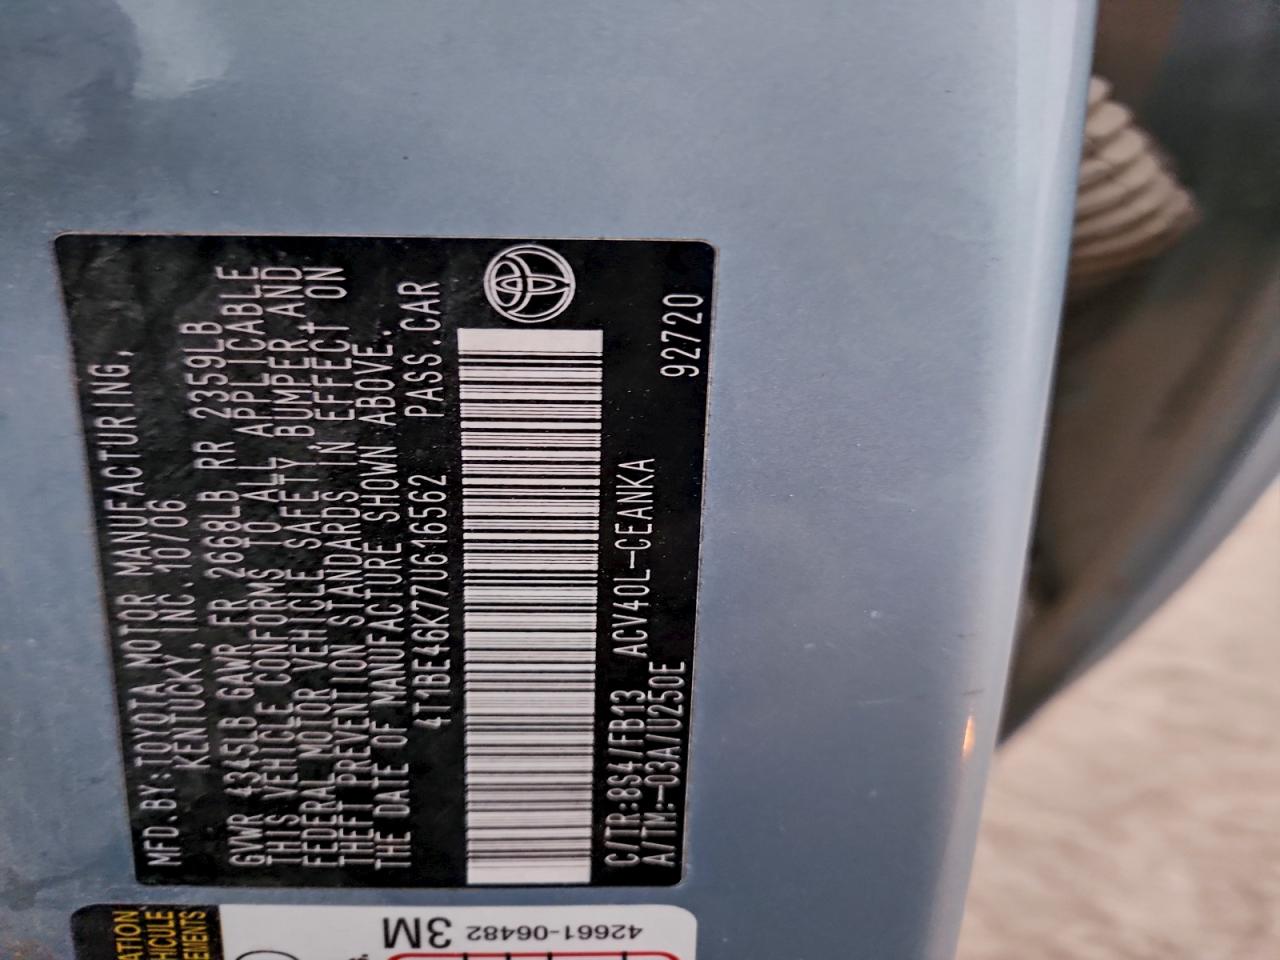 MFD.BY:TOYOTA MOTOR MANUFACTURING,
KENTUCKY,INC.10/06
GVWR 4345LB GAWR FR 2668LB RR 2359LB
THIS VEHICLE CONFORMS TO ALL APPLICABLE
FEDERAL MOTOR VEHICLE SAFETY,BUMPER,AND
THEFT PREVENTION STANDARDS IN EFFECT ON
THE DATE OF MANUFACTURE SHOWN ABOVE.
4T1BE46K77U616562 PASS.CAR
C/TR:8S4/FB13 ACV40L-CEANKA
A/TM:-03A/U250E 92720
3M 42661-06482